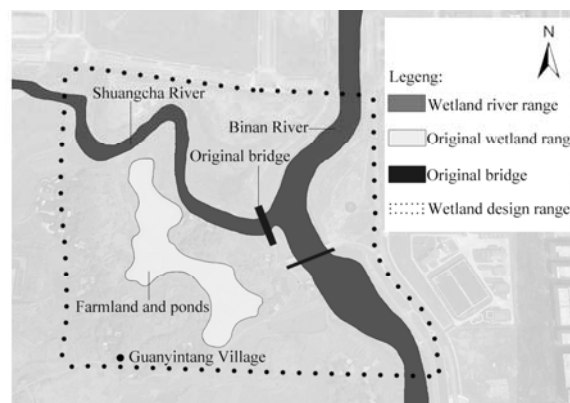 N
Legeng:
Wetland river range
Original wetland rang
Original bridge
Wetland design range
Shuangcha River
Binan River
Original bridge
Farmland and ponds
Guanyintang Village